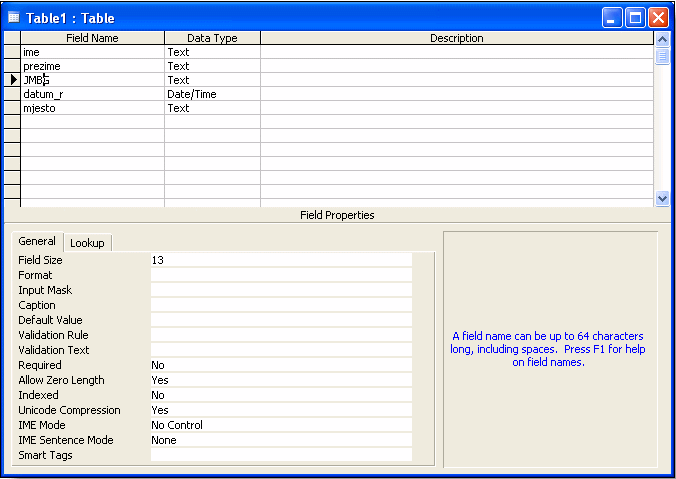 Table1 : Table
Field Name Data Type Description
ime Text
prezime Text
JMBG Text
datum_r Date/Time
mjesto Text
Field Properties
General Lookup
Field Size 13
Format
Input Mask
Caption
Default Value
Validation Rule
Validation Text
Required No
Allow Zero Length Yes
Indexed No
Unicode Compression Yes
IME Mode No Control
IME Sentence Mode None
Smart Tags
A field name can be up to 64 characters
long, including spaces. Press F1 for help
on field names.